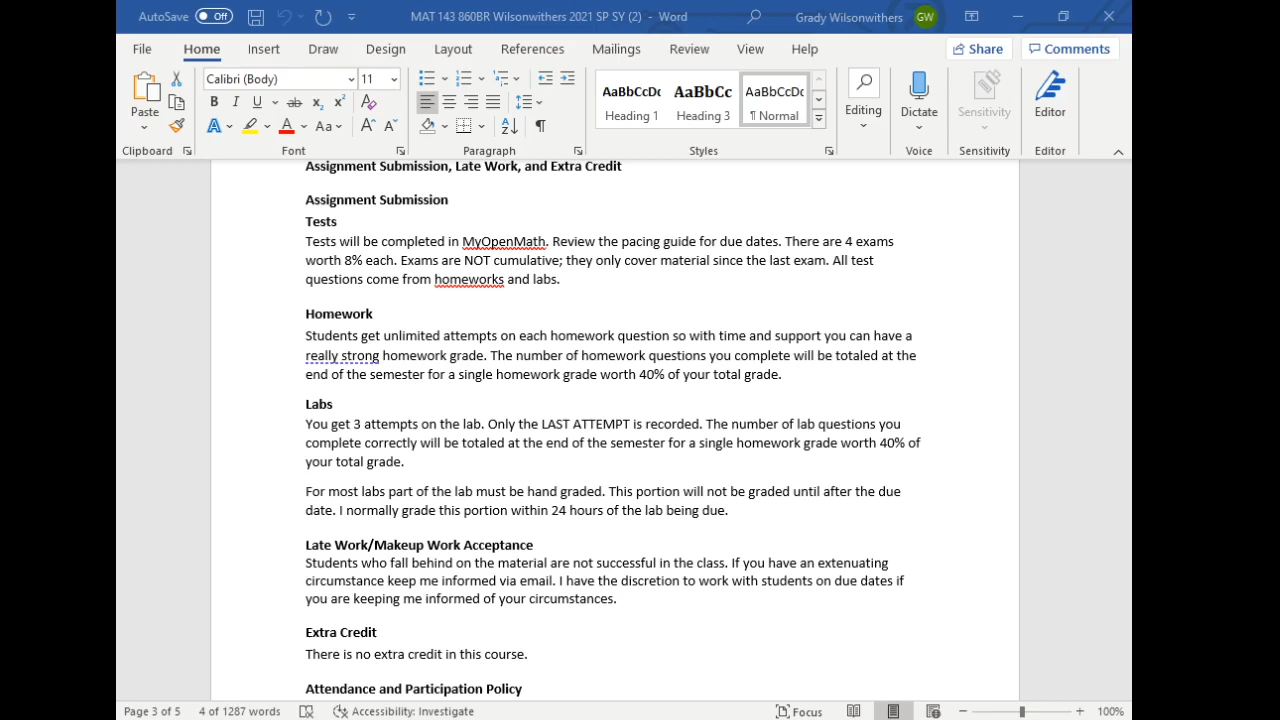 AutoSave Off MAT 143 860BR Wilsonwithers 2021 SP SY (2) - Word Grady Wilsonwithers GW
File Home Insert Draw Design Layout References Mailings Review View Help Share Comments
Calibri (Body) 11
Paste
B I U ab x₂ x²
A A Aa A A
AaBbCcDc AaBbCc AaBbCcDc
Heading 1 Heading 3 ¶ Normal
Editing Dictate Sensitivity Editor
Clipboard Font Paragraph Styles Voice Sensitivity Editor
Assignment Submission, Late Work, and Extra Credit
Assignment Submission
Tests
Tests will be completed in MyOpenMath. Review the pacing guide for due dates. There are 4 exams
worth 8% each. Exams are NOT cumulative; they only cover material since the last exam. All test
questions come from homeworks and labs.
Homework
Students get unlimited attempts on each homework question so with time and support you can have a
really strong homework grade. The number of homework questions you complete will be totaled at the
end of the semester for a single homework grade worth 40% of your total grade.
Labs
You get 3 attempts on the lab. Only the LAST ATTEMPT is recorded. The number of lab questions you
complete correctly will be totaled at the end of the semester for a single homework grade worth 40% of
your total grade.
For most labs part of the lab must be hand graded. This portion will not be graded until after the due
date. I normally grade this portion within 24 hours of the lab being due.
Late Work/Makeup Work Acceptance
Students who fall behind on the material are not successful in the class. If you have an extenuating
circumstance keep me informed via email. I have the discretion to work with students on due dates if
you are keeping me informed of your circumstances.
Extra Credit
There is no extra credit in this course.
Attendance and Participation Policy
Page 3 of 5 4 of 1287 words Accessibility: Investigate Focus 100%